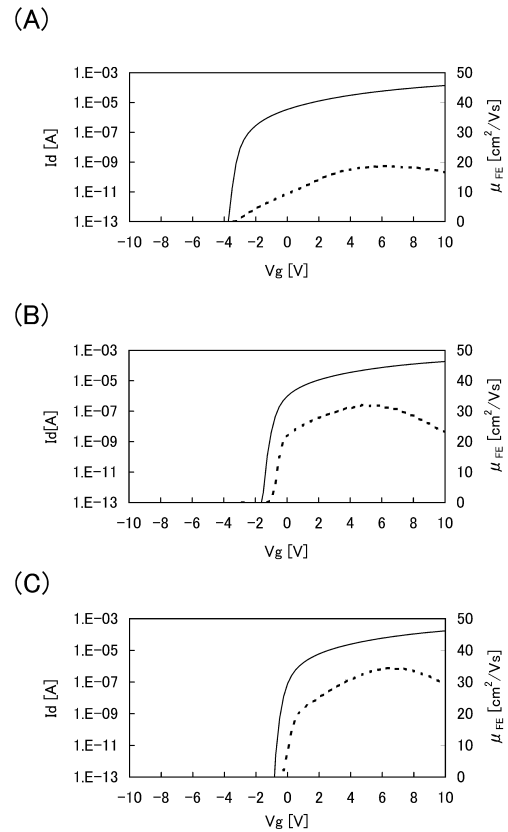 (A)
1.E-03 50
1.E-05 40
1.E-07 30
1.E-09 20
1.E-11 10
1.E-13 0
Id [A]
μFE [cm²/Vs]
-10 -8 -6 -4 -2 0 2 4 6 8 10
Vg [V]
(B)
1.E-03 50
1.E-05 40
1.E-07 30
1.E-09 20
1.E-11 10
1.E-13 0
Id[A]
μFE [cm²/Vs]
-10 -8 -6 -4 -2 0 2 4 6 8 10
Vg [V]
(C)
1.E-03 50
1.E-05 40
1.E-07 30
1.E-09 20
1.E-11 10
1.E-13 0
Id [A]
μFE [cm²/Vs]
-10 -8 -6 -4 -2 0 2 4 6 8 10
Vg [V]